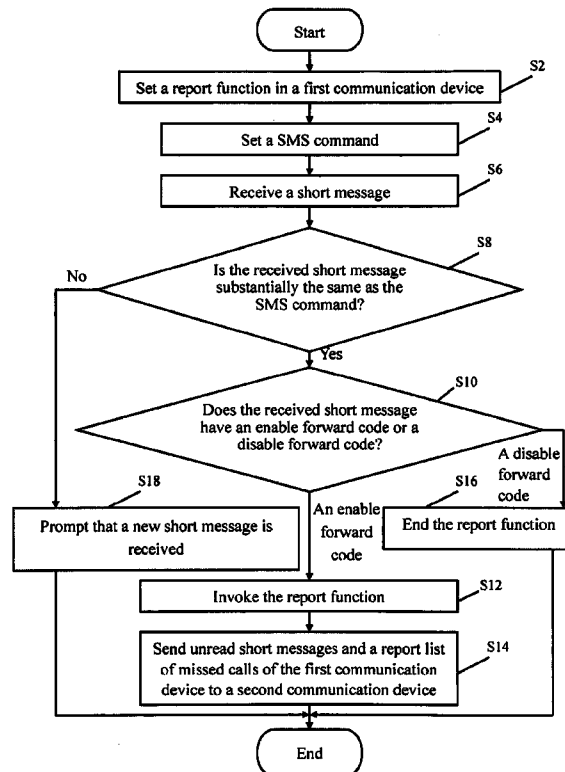 Start
S2
Set a report function in a first communication device
S4
Set a SMS command
S6
Receive a short message
S8
Is the received short message
substantially the same as the
SMS command?
No
Yes
S10
Does the received short message
have an enable forward code or a
disable forward code?
A disable
forward
code
S18
Prompt that a new short message is
received
An enable
forward
code
S16
End the report function
S12
Invoke the report function
S14
Send unread short messages and a report list
of missed calls of the first communication
device to a second communication device
End